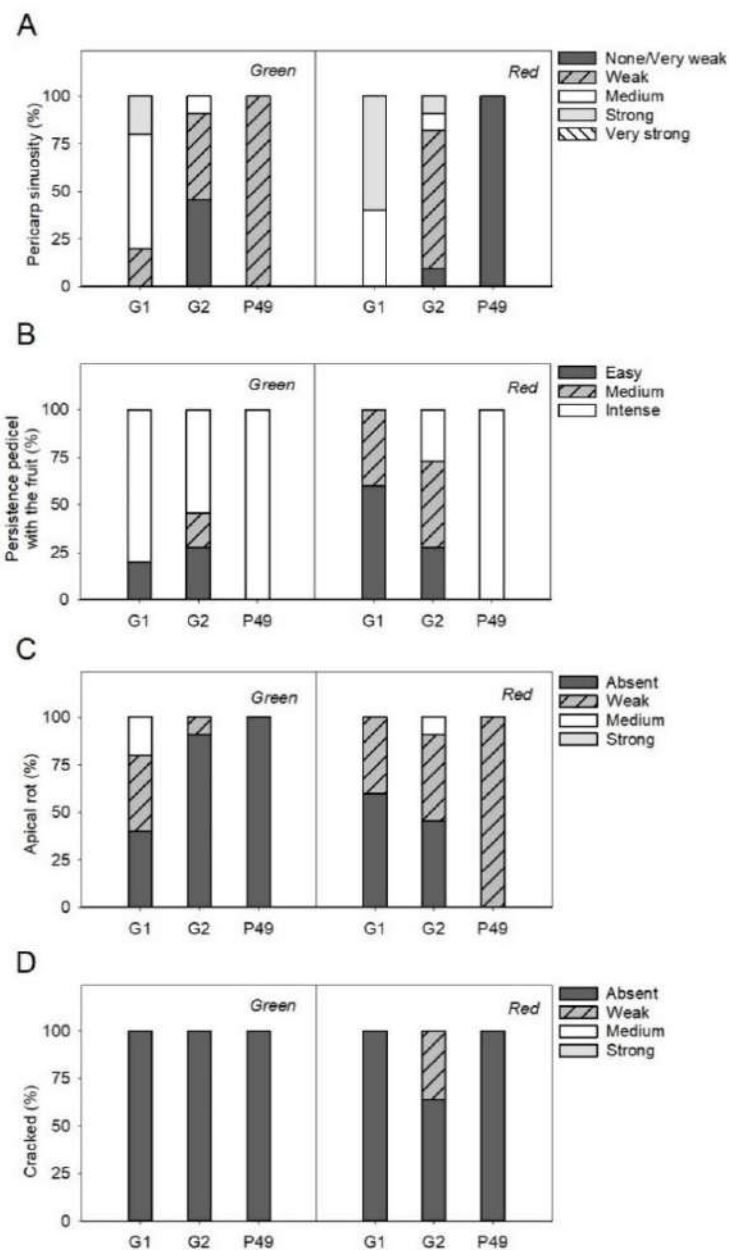 A
Green
Red
None/Very weak
Weak
Medium
Strong
Very strong
Pericarp sinuosity (%)
100
75
50
25
0
G1 G2 P49 G1 G2 P49
B
Green
Red
Easy
Medium
Intense
Persistence pedicel
with the fruit (%)
100
75
50
25
0
G1 G2 P49 G1 G2 P49
C
Green
Red
Absent
Weak
Medium
Strong
Apical rot (%)
100
75
50
25
0
G1 G2 P49 G1 G2 P49
D
Green
Red
Absent
Weak
Medium
Strong
Cracked (%)
100
75
50
25
0
G1 G2 P49 G1 G2 P49